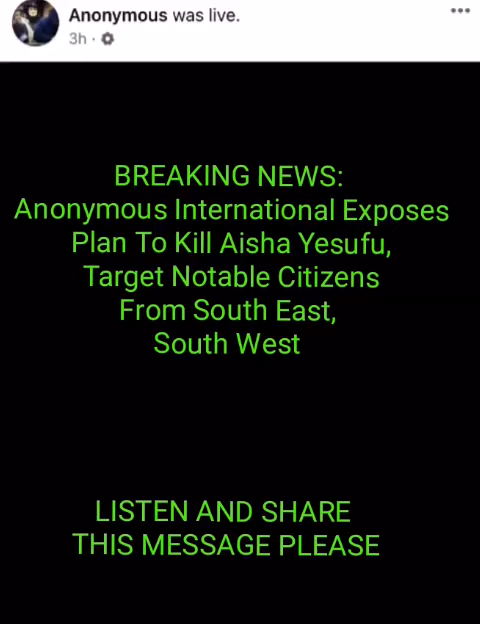 Anonymous was live.
3h ·
BREAKING NEWS:
Anonymous International Exposes
Plan To Kill Aisha Yesufu,
Target Notable Citizens
From South East,
South West
LISTEN AND SHARE
THIS MESSAGE PLEASE